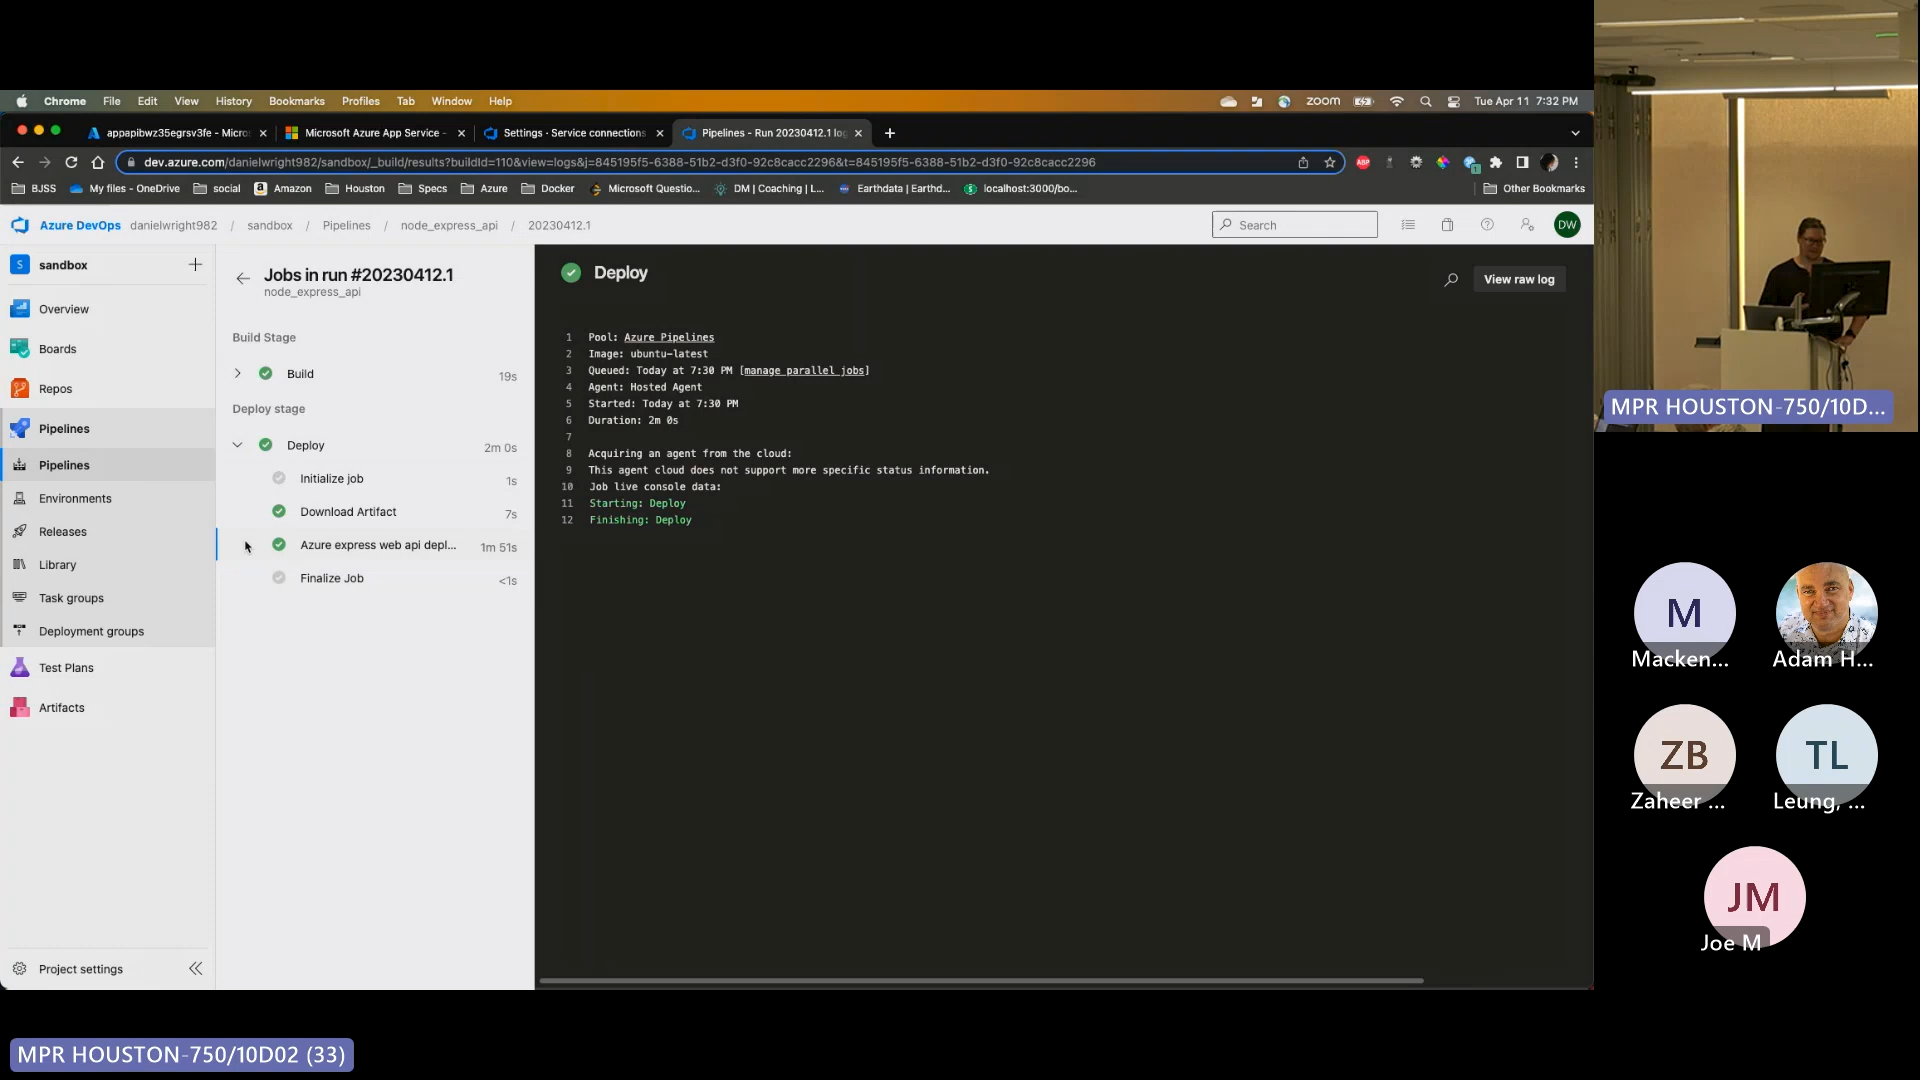 Chrome File Edit View History Bookmarks Profiles Tab Window Help
zoom
Tue Apr 11 7:32 PM
appapibwz35egrsv3fe - Micros
Microsoft Azure App Service -
Settings · Service connections
Pipelines - Run 20230412.1 log
dev.azure.com/danielwright982/sandbox/_build/results?buildId=110&view=logs&j=845195f5-6388-51b2-d3f0-92c8cacc2296&t=845195f5-6388-51b2-d3f0-92c8cacc2296
ABP
1
BJSS
My files - OneDrive
social
Amazon
Houston
Specs
Azure
Docker
Microsoft Questio...
DM | Coaching | L...
Earthdata | Earthd...
localhost:3000/bo...
Other Bookmarks
Azure DevOps danielwright982 / sandbox / Pipelines / node_express_api / 20230412.1
Search
DW
S
sandbox
Overview
Boards
Repos
Pipelines
Pipelines
Environments
Releases
Library
Task groups
Deployment groups
Test Plans
Artifacts
Project settings
Jobs in run #20230412.1
node_express_api
Build Stage
Build 19s
Deploy stage
Deploy 2m 0s
Initialize job 1s
Download Artifact 7s
Azure express web api depl... 1m 51s
Finalize Job <1s
Deploy
View raw log
1 Pool: Azure Pipelines
2 Image: ubuntu-latest
3 Queued: Today at 7:30 PM [manage parallel jobs]
4 Agent: Hosted Agent
5 Started: Today at 7:30 PM
6 Duration: 2m 0s
7
8 Acquiring an agent from the cloud:
9 This agent cloud does not support more specific status information.
10 Job live console data:
11 Starting: Deploy
12 Finishing: Deploy
MPR HOUSTON-750/10D...
M
Macken...
Adam H...
ZB
Zaheer ...
TL
Leung, ...
JM
Joe M
MPR HOUSTON-750/10D02 (33)